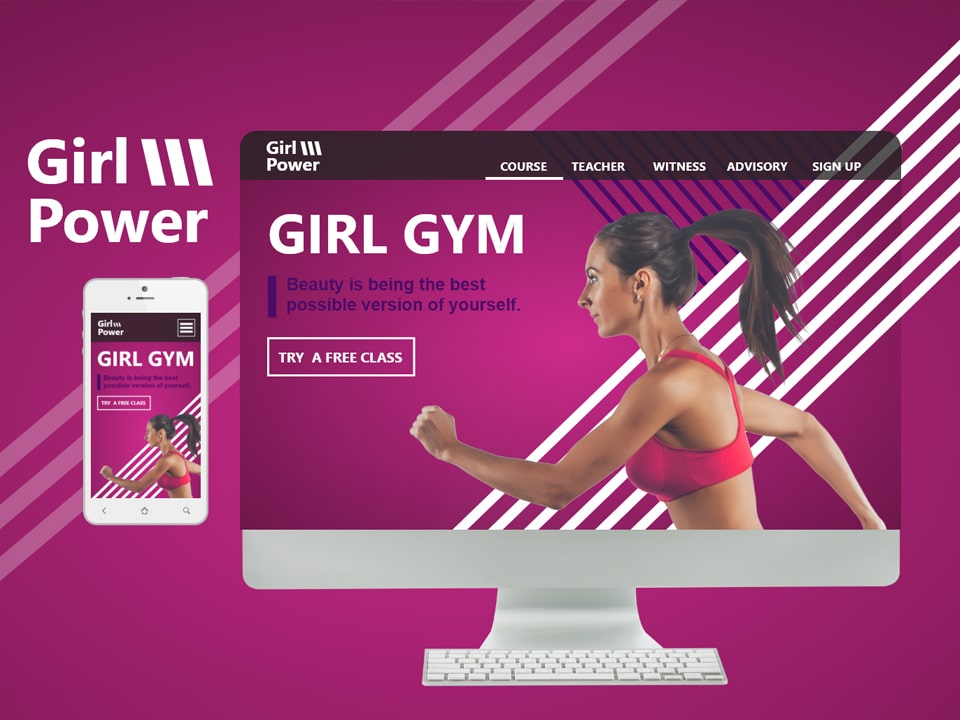 Girl
Power
Girl
Power
COURSE TEACHER WITNESS ADVISORY SIGN UP
GIRL GYM
Beauty is being the best
possible version of yourself.
TRY A FREE CLASS
Girl
Power
GIRL GYM
Beauty is being the best
possible version of yourself.
TRY A FREE CLASS